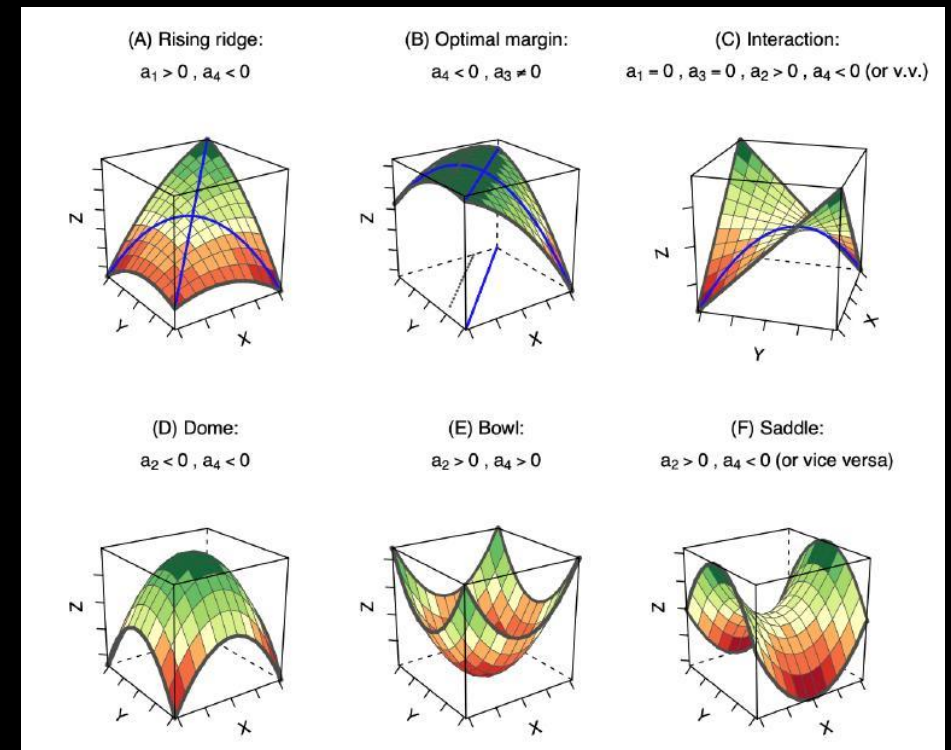 (A) Rising ridge:
a₁ > 0 , a₄ < 0
(B) Optimal margin:
a₄ < 0 , a₃ ≠ 0
(C) Interaction:
a₁ = 0 , a₃ = 0 , a₂ > 0 , a₄ < 0 (or v.v.)
Z
Y
X
Z
Y
X
Z
Y
X
(D) Dome:
a₂ < 0 , a₄ < 0
(E) Bowl:
a₂ > 0 , a₄ > 0
(F) Saddle:
a₂ > 0 , a₄ < 0 (or vice versa)
Z
Y
X
Z
Y
X
Z
Y
X